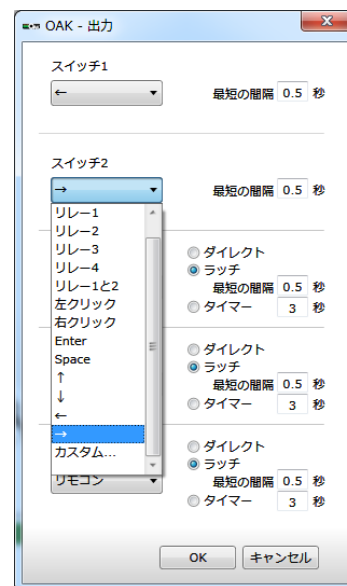 OAK - 出力
スイッチ1
← 最短の間隔 0.5 秒
スイッチ2
→ 最短の間隔 0.5 秒
リレー1
リレー2
リレー3
リレー4
リレー1と2
左クリック
右クリック
Enter
Space
↑
↓
←
→
カスタム...
ダイレクト
ラッチ
最短の間隔 0.5 秒
タイマー 3 秒
ダイレクト
ラッチ
最短の間隔 0.5 秒
タイマー 3 秒
ダイレクト
ラッチ
リモコン 最短の間隔 0.5 秒
タイマー 3 秒
OK キャンセル